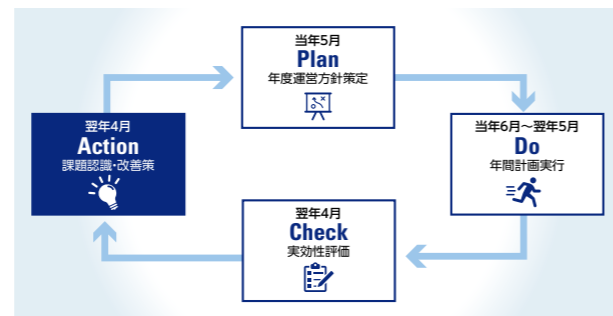 当年5月
Plan
年度運営方針策定
当年6月～翌年5月
Do
年間計画実行
翌年4月
Check
実効性評価
翌年4月
Action
課題認識・改善策